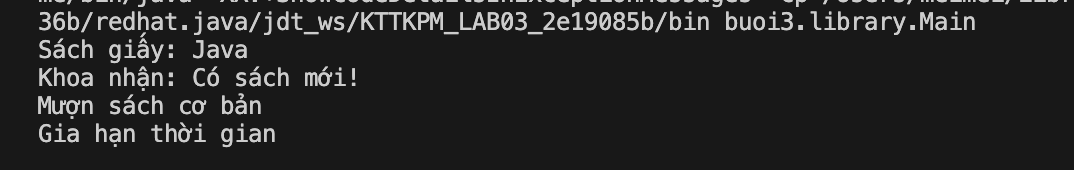 36b/redhat.java/jdt_ws/KTTKPM_LAB03_2e19085b/bin buoi3.library.Main
Sách giấy: Java
Khoa nhận: Có sách mới!
Mượn sách cơ bản
Gia hạn thời gian